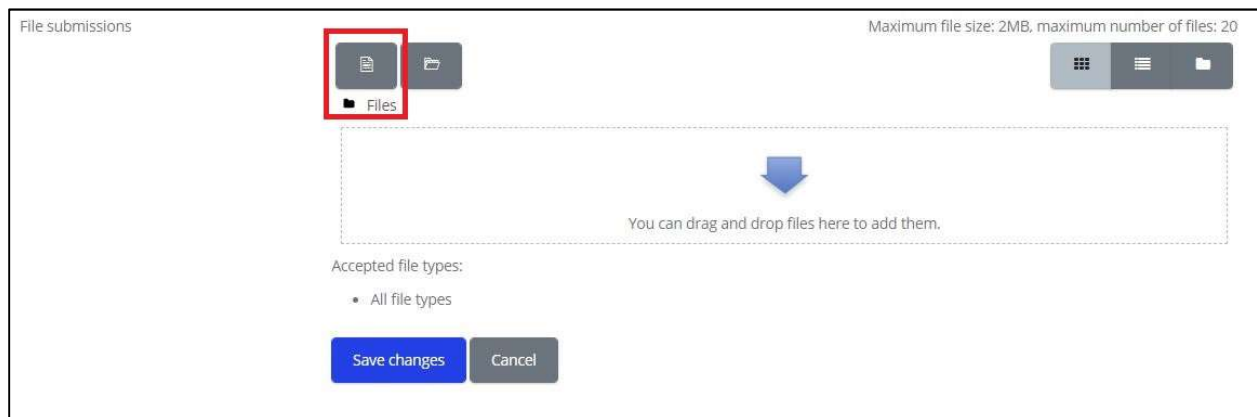 File submissions
Maximum file size: 2MB, maximum number of files: 20
Files
You can drag and drop files here to add them.
Accepted file types:
All file types
Save changes
Cancel